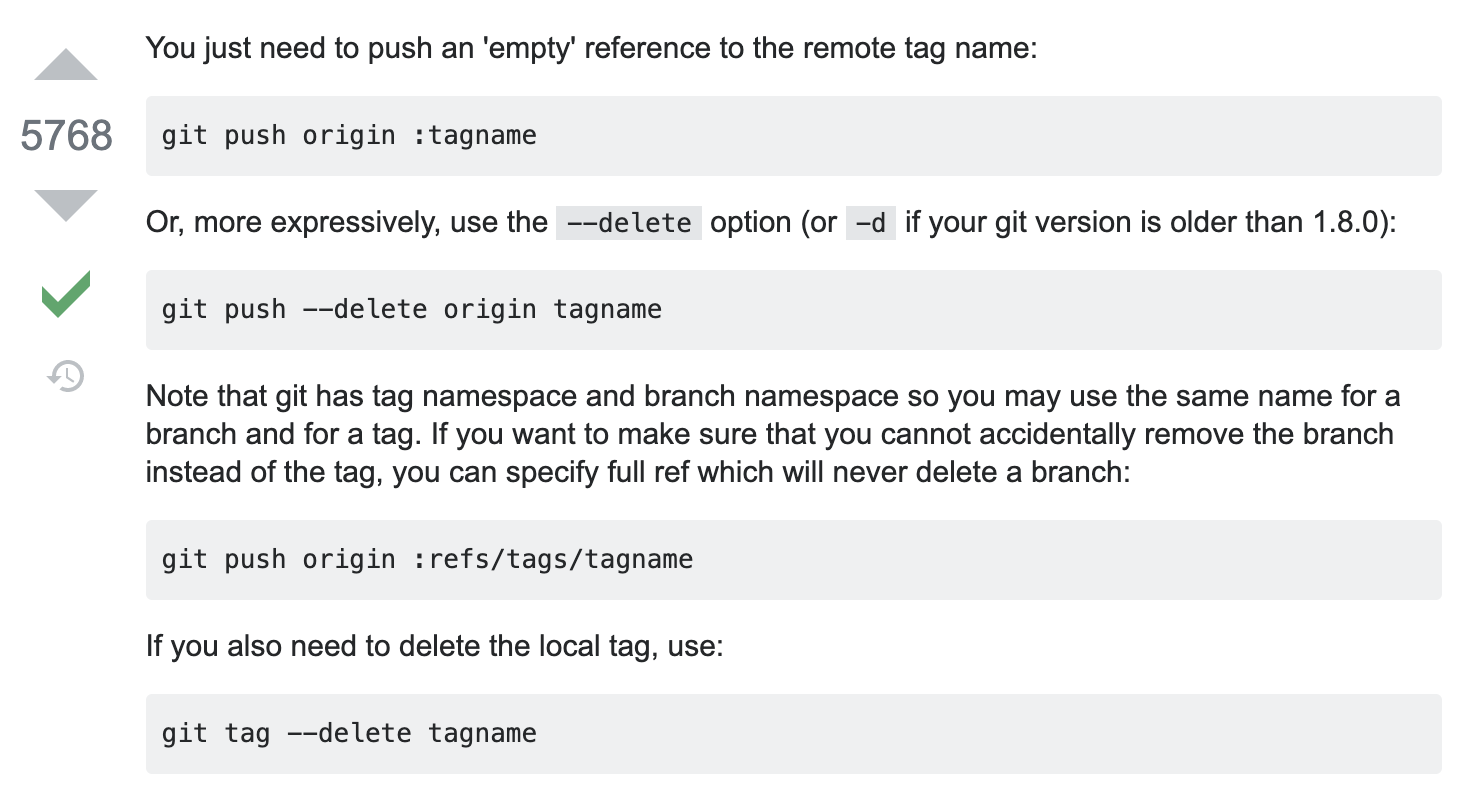 You just need to push an 'empty' reference to the remote tag name:
5768
git push origin :tagname
Or, more expressively, use the --delete option (or -d if your git version is older than 1.8.0):
git push --delete origin tagname
Note that git has tag namespace and branch namespace so you may use the same name for a
branch and for a tag. If you want to make sure that you cannot accidentally remove the branch
instead of the tag, you can specify full ref which will never delete a branch:
git push origin :refs/tags/tagname
If you also need to delete the local tag, use:
git tag --delete tagname